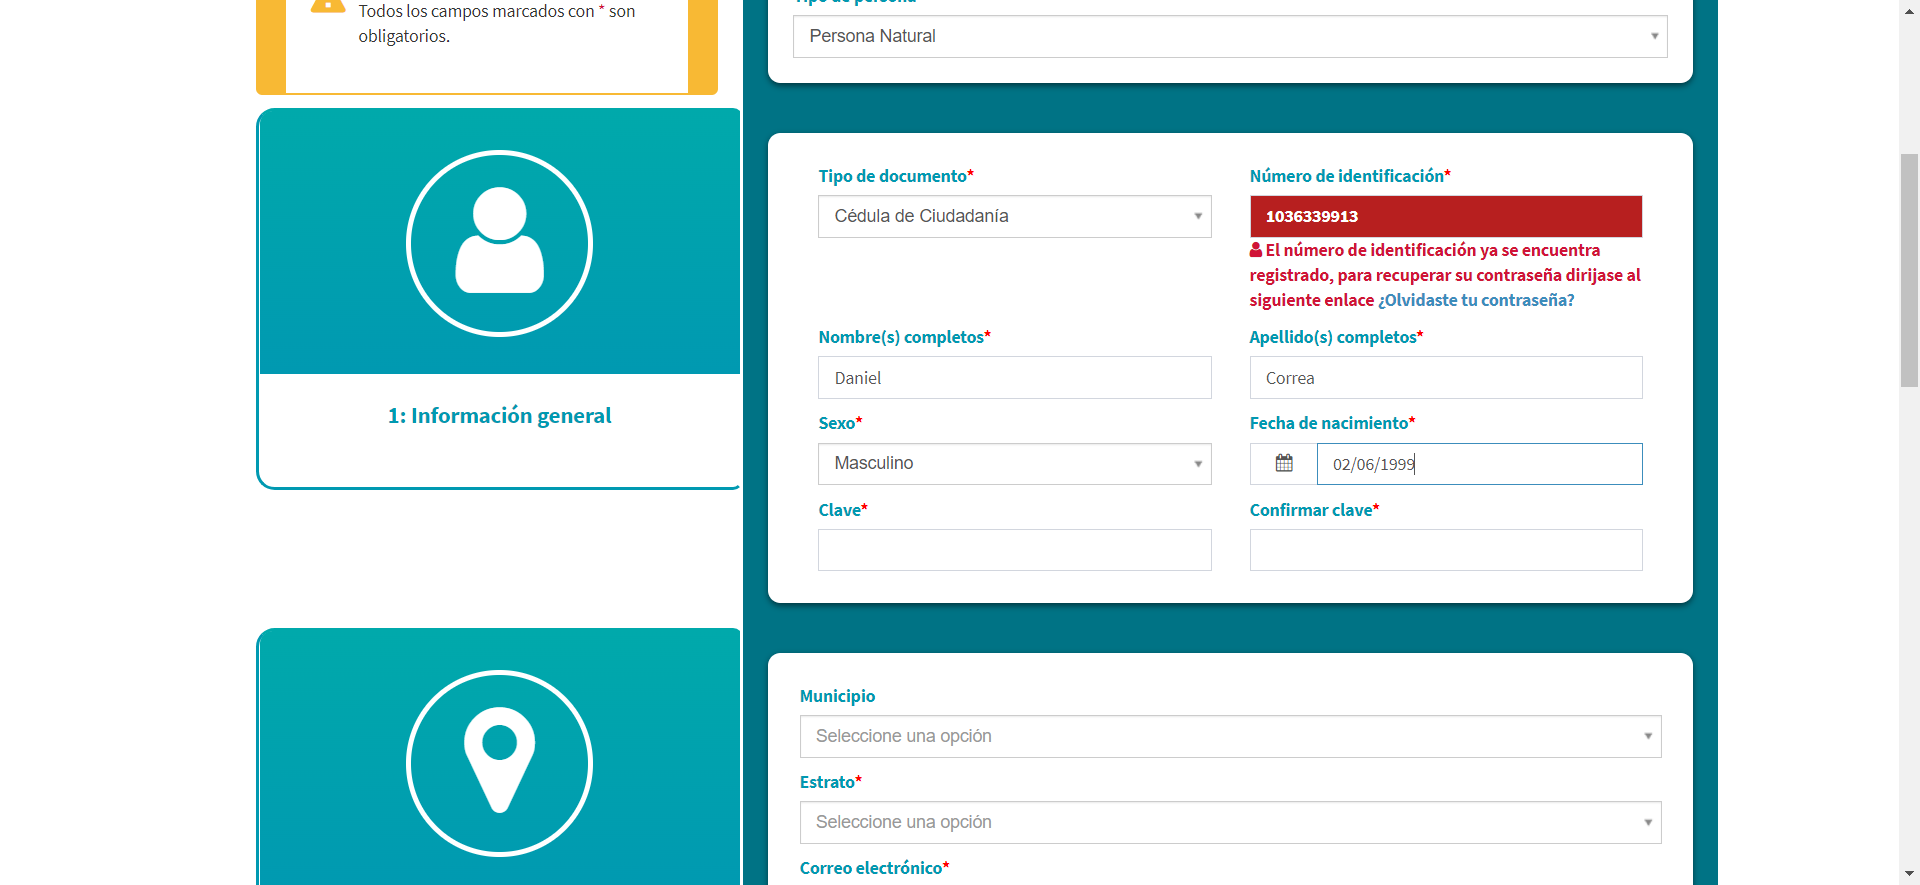 Todos los campos marcados con * son
obligatorios.
Persona Natural
1: Información general
Tipo de documento*
Cédula de Ciudadanía
Número de identificación*
1036339913
El número de identificación ya se encuentra
registrado, para recuperar su contraseña dirijase al
siguiente enlace ¿Olvidaste tu contraseña?
Nombre(s) completos*
Daniel
Apellido(s) completos*
Correa
Sexo*
Masculino
Fecha de nacimiento*
02/06/1999
Clave*
Confirmar clave*
Municipio
Seleccione una opción
Estrato*
Seleccione una opción
Correo electrónico*